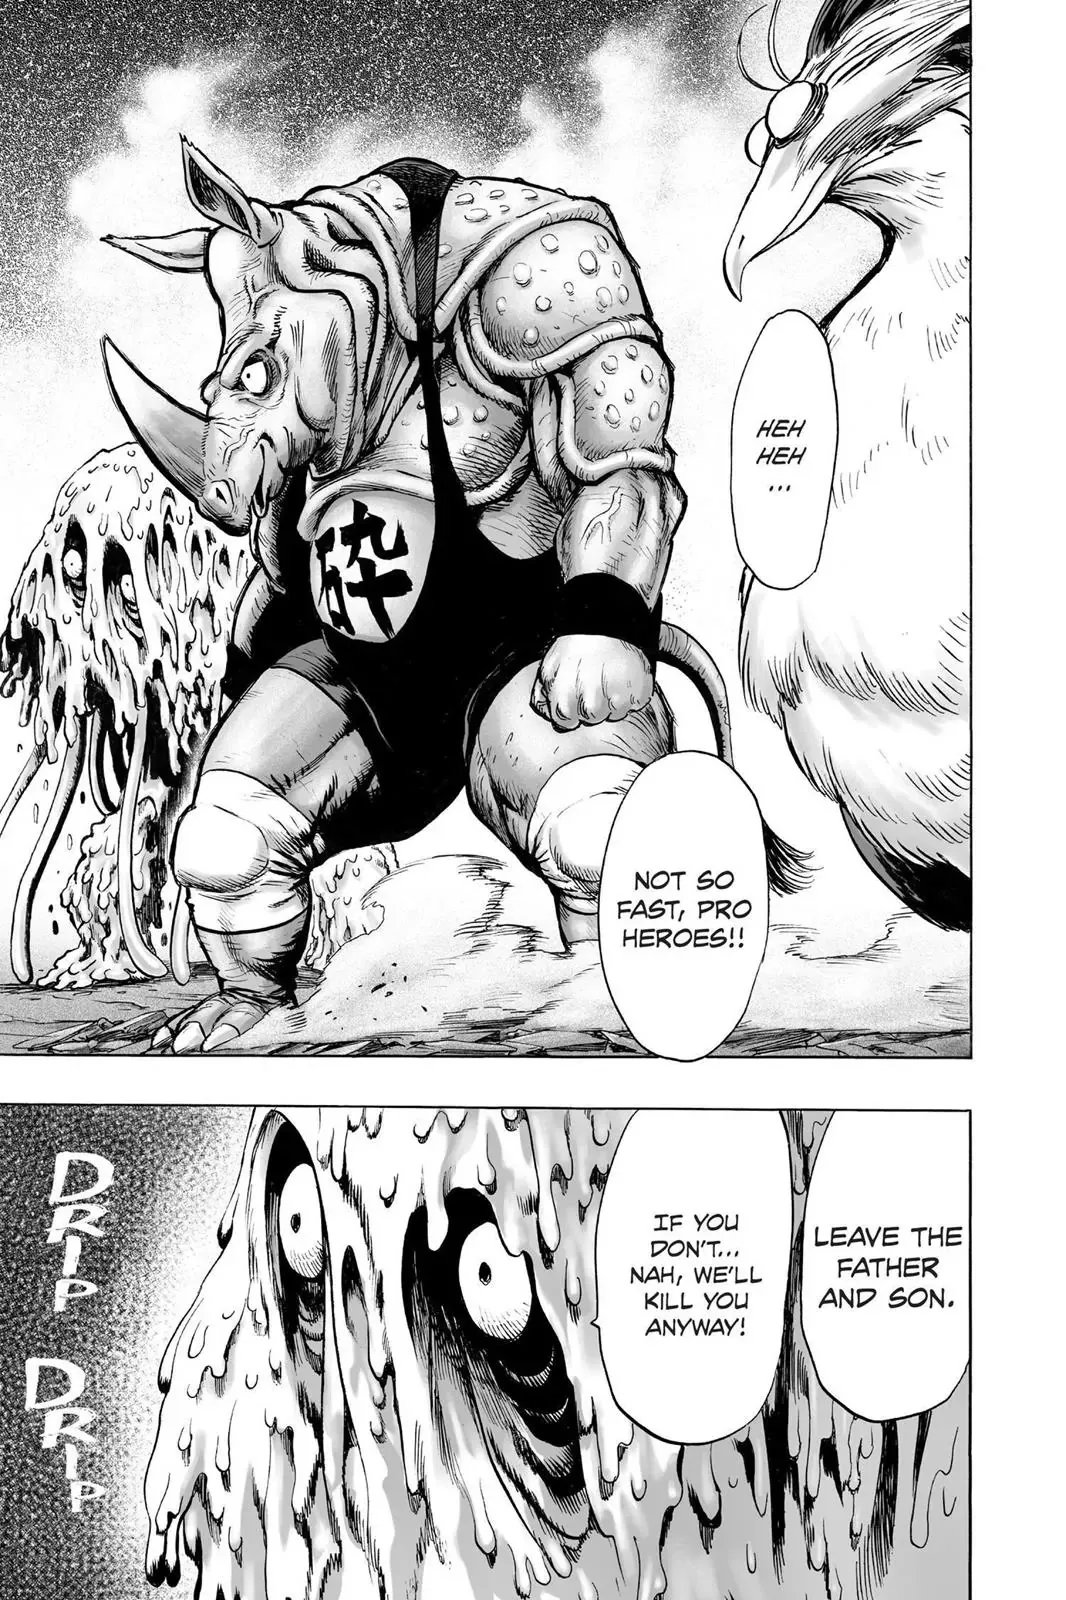 HEH
HEH
...
砕
NOT SO
FAST, PRO
HEROES!!
LEAVE THE
FATHER
AND SON.
IF YOU
DON'T...
NAH, WE'LL
KILL YOU
ANYWAY!
DRIP
DRIP